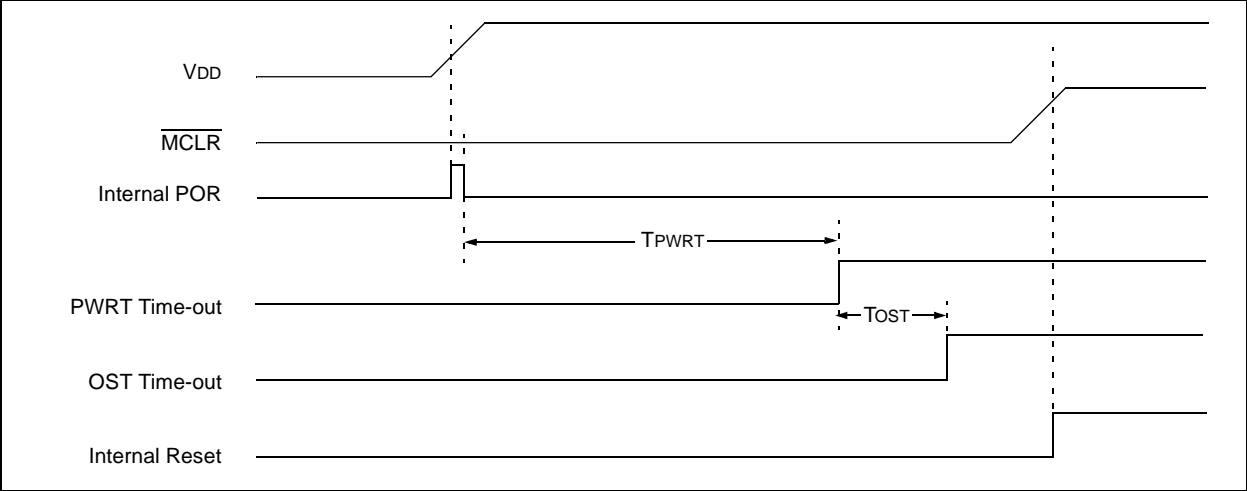 VDD
MCLR
Internal POR
TPWRT
PWRT Time-out
TOST
OST Time-out
Internal Reset